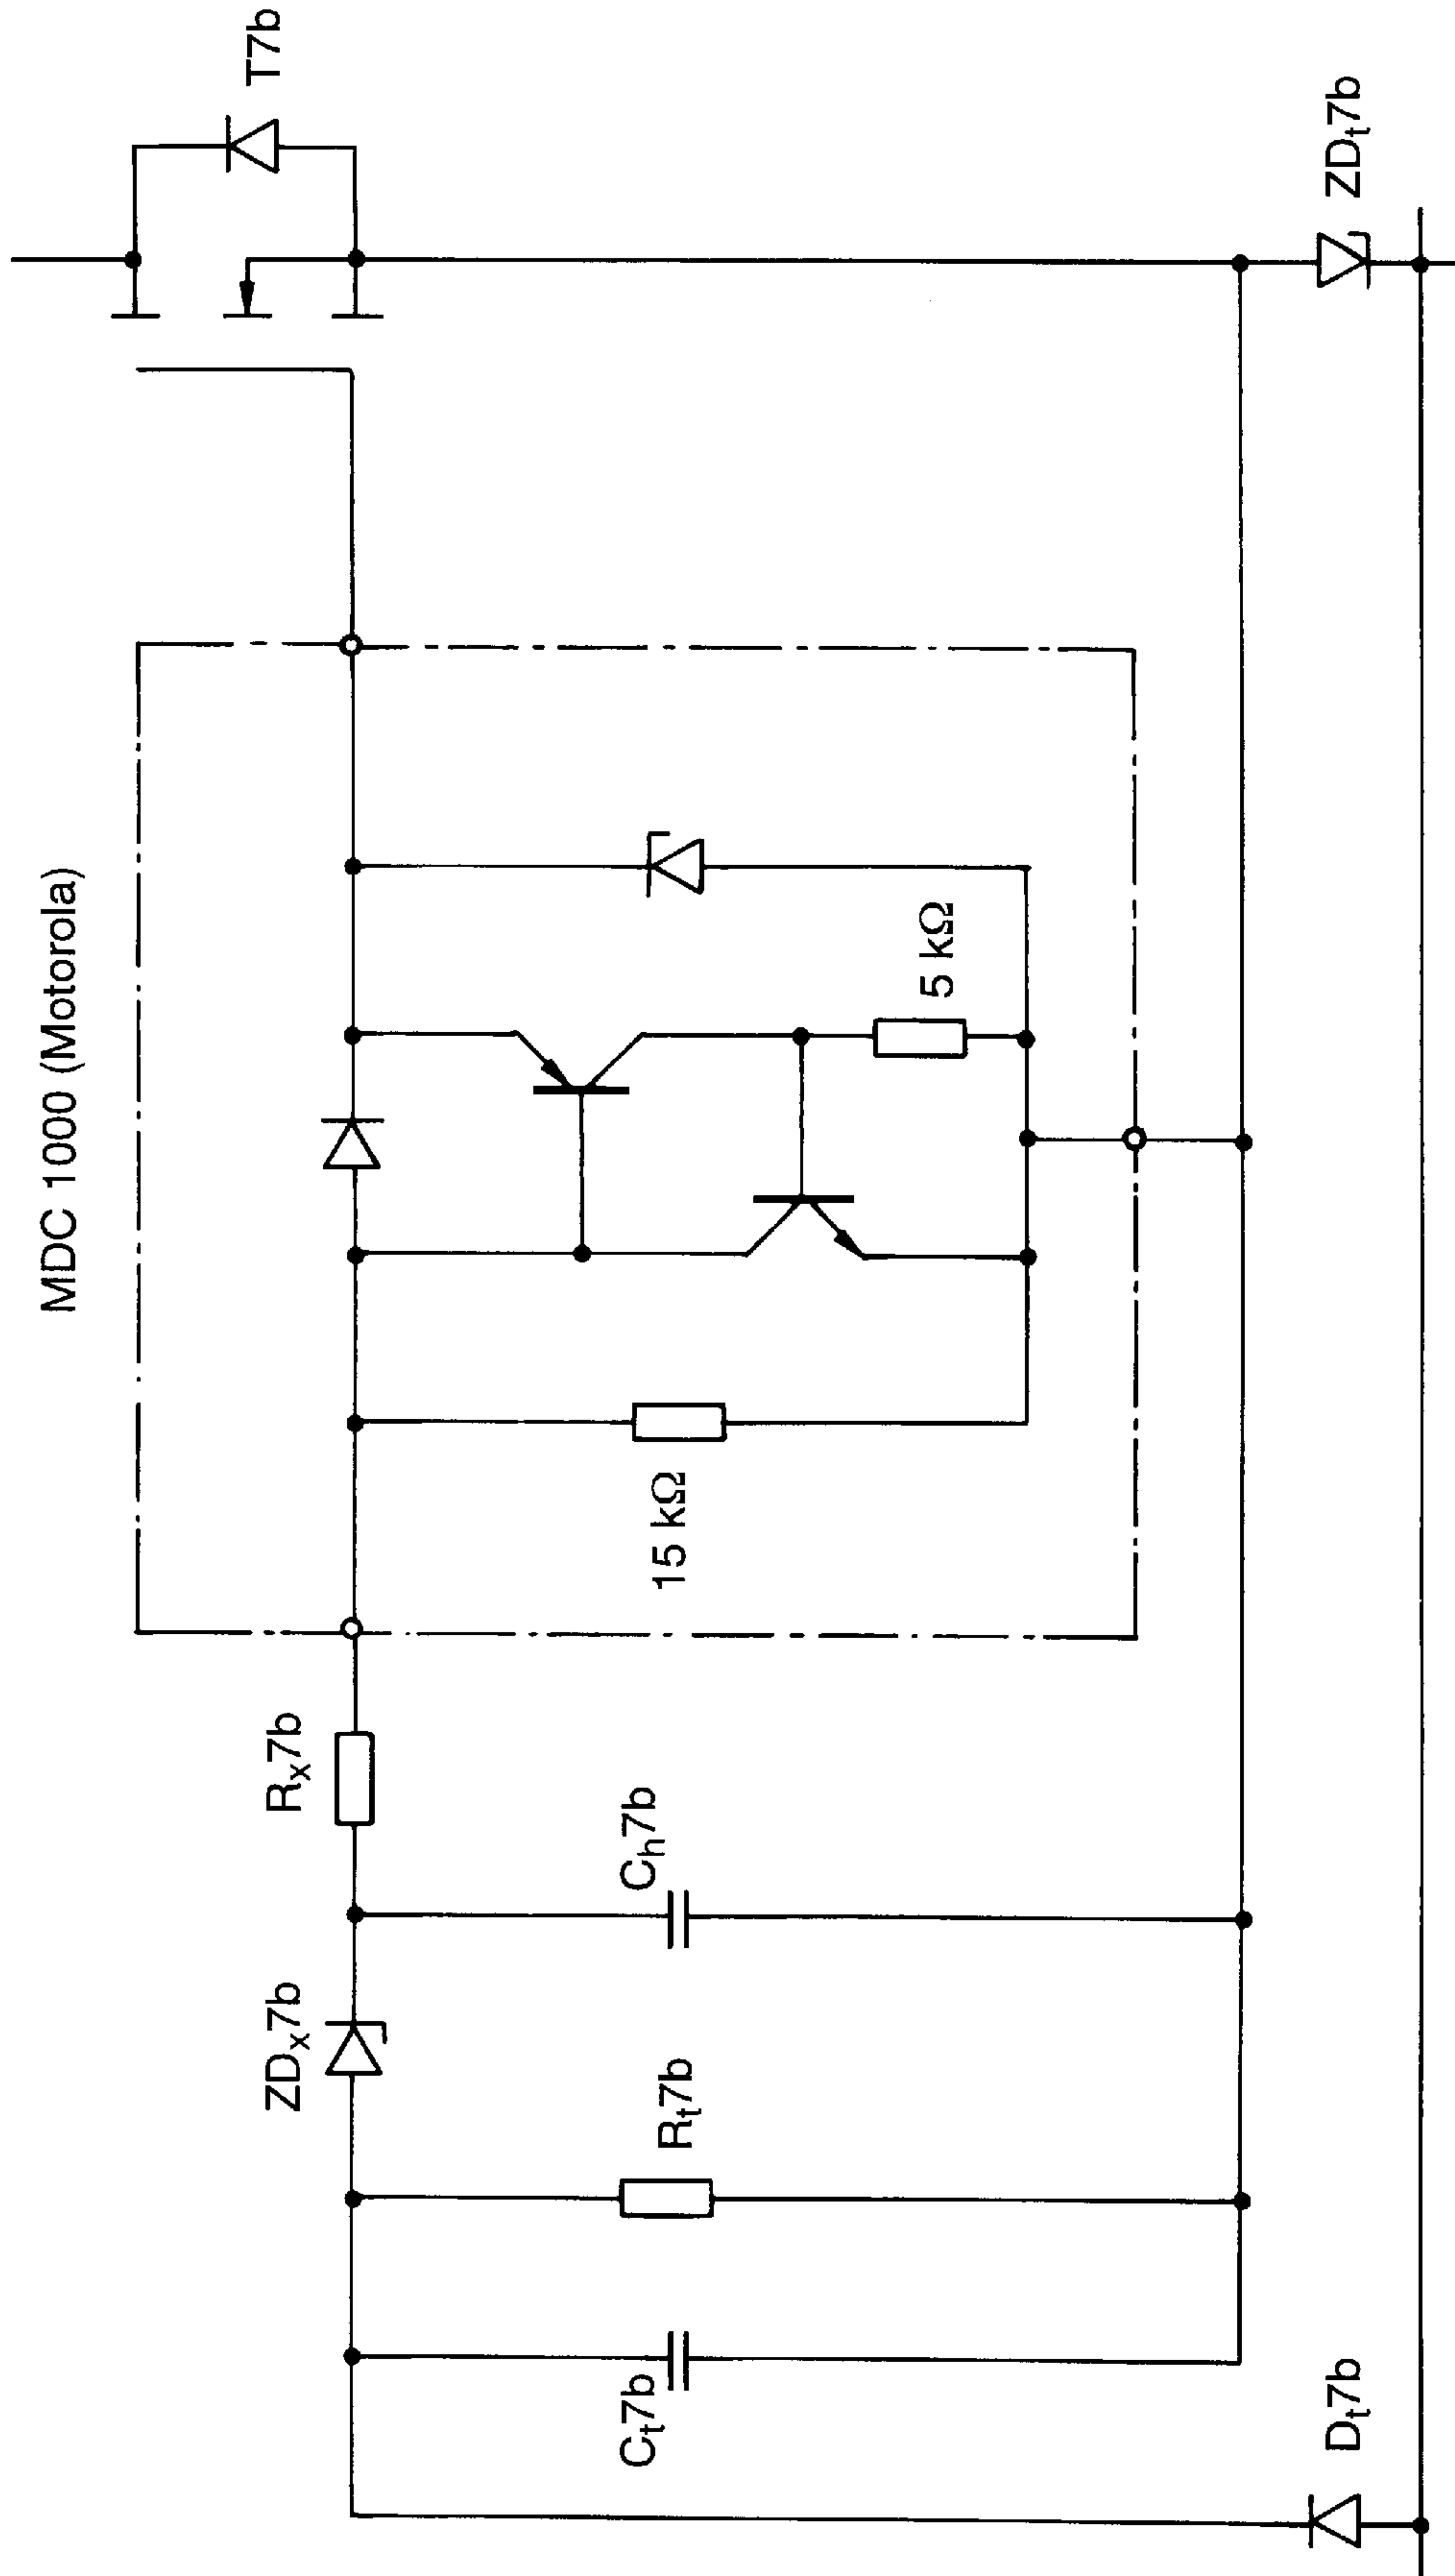 MDC 1000 (Motorola)
T7b
ZDₜ7b
5 kΩ
15 kΩ
Rₓ7b
Cₕ7b
ZDₓ7b
Rₜ7b
Cₜ7b
Dₜ7b